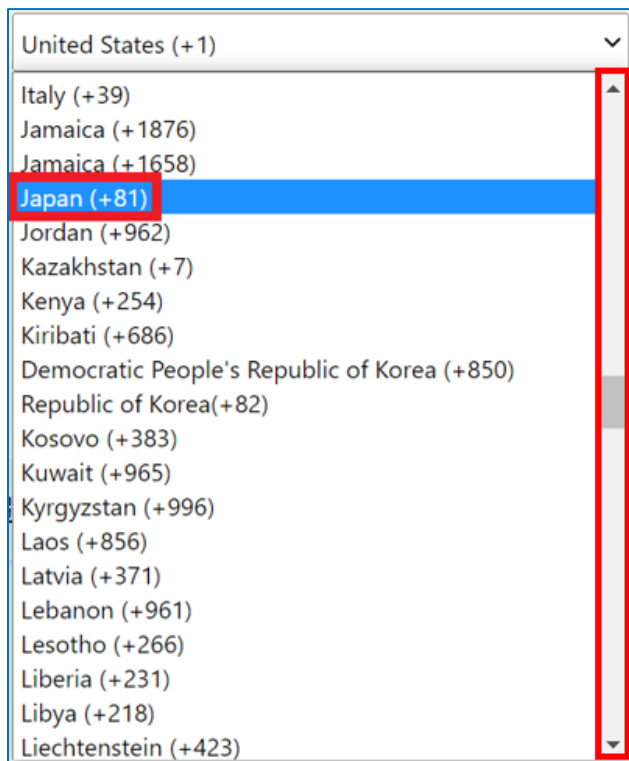 United States (+1)
Italy (+39)
Jamaica (+1876)
Jamaica (+1658)
Japan (+81)
Jordan (+962)
Kazakhstan (+7)
Kenya (+254)
Kiribati (+686)
Democratic People's Republic of Korea (+850)
Republic of Korea(+82)
Kosovo (+383)
Kuwait (+965)
Kyrgyzstan (+996)
Laos (+856)
Latvia (+371)
Lebanon (+961)
Lesotho (+266)
Liberia (+231)
Libya (+218)
Liechtenstein (+423)